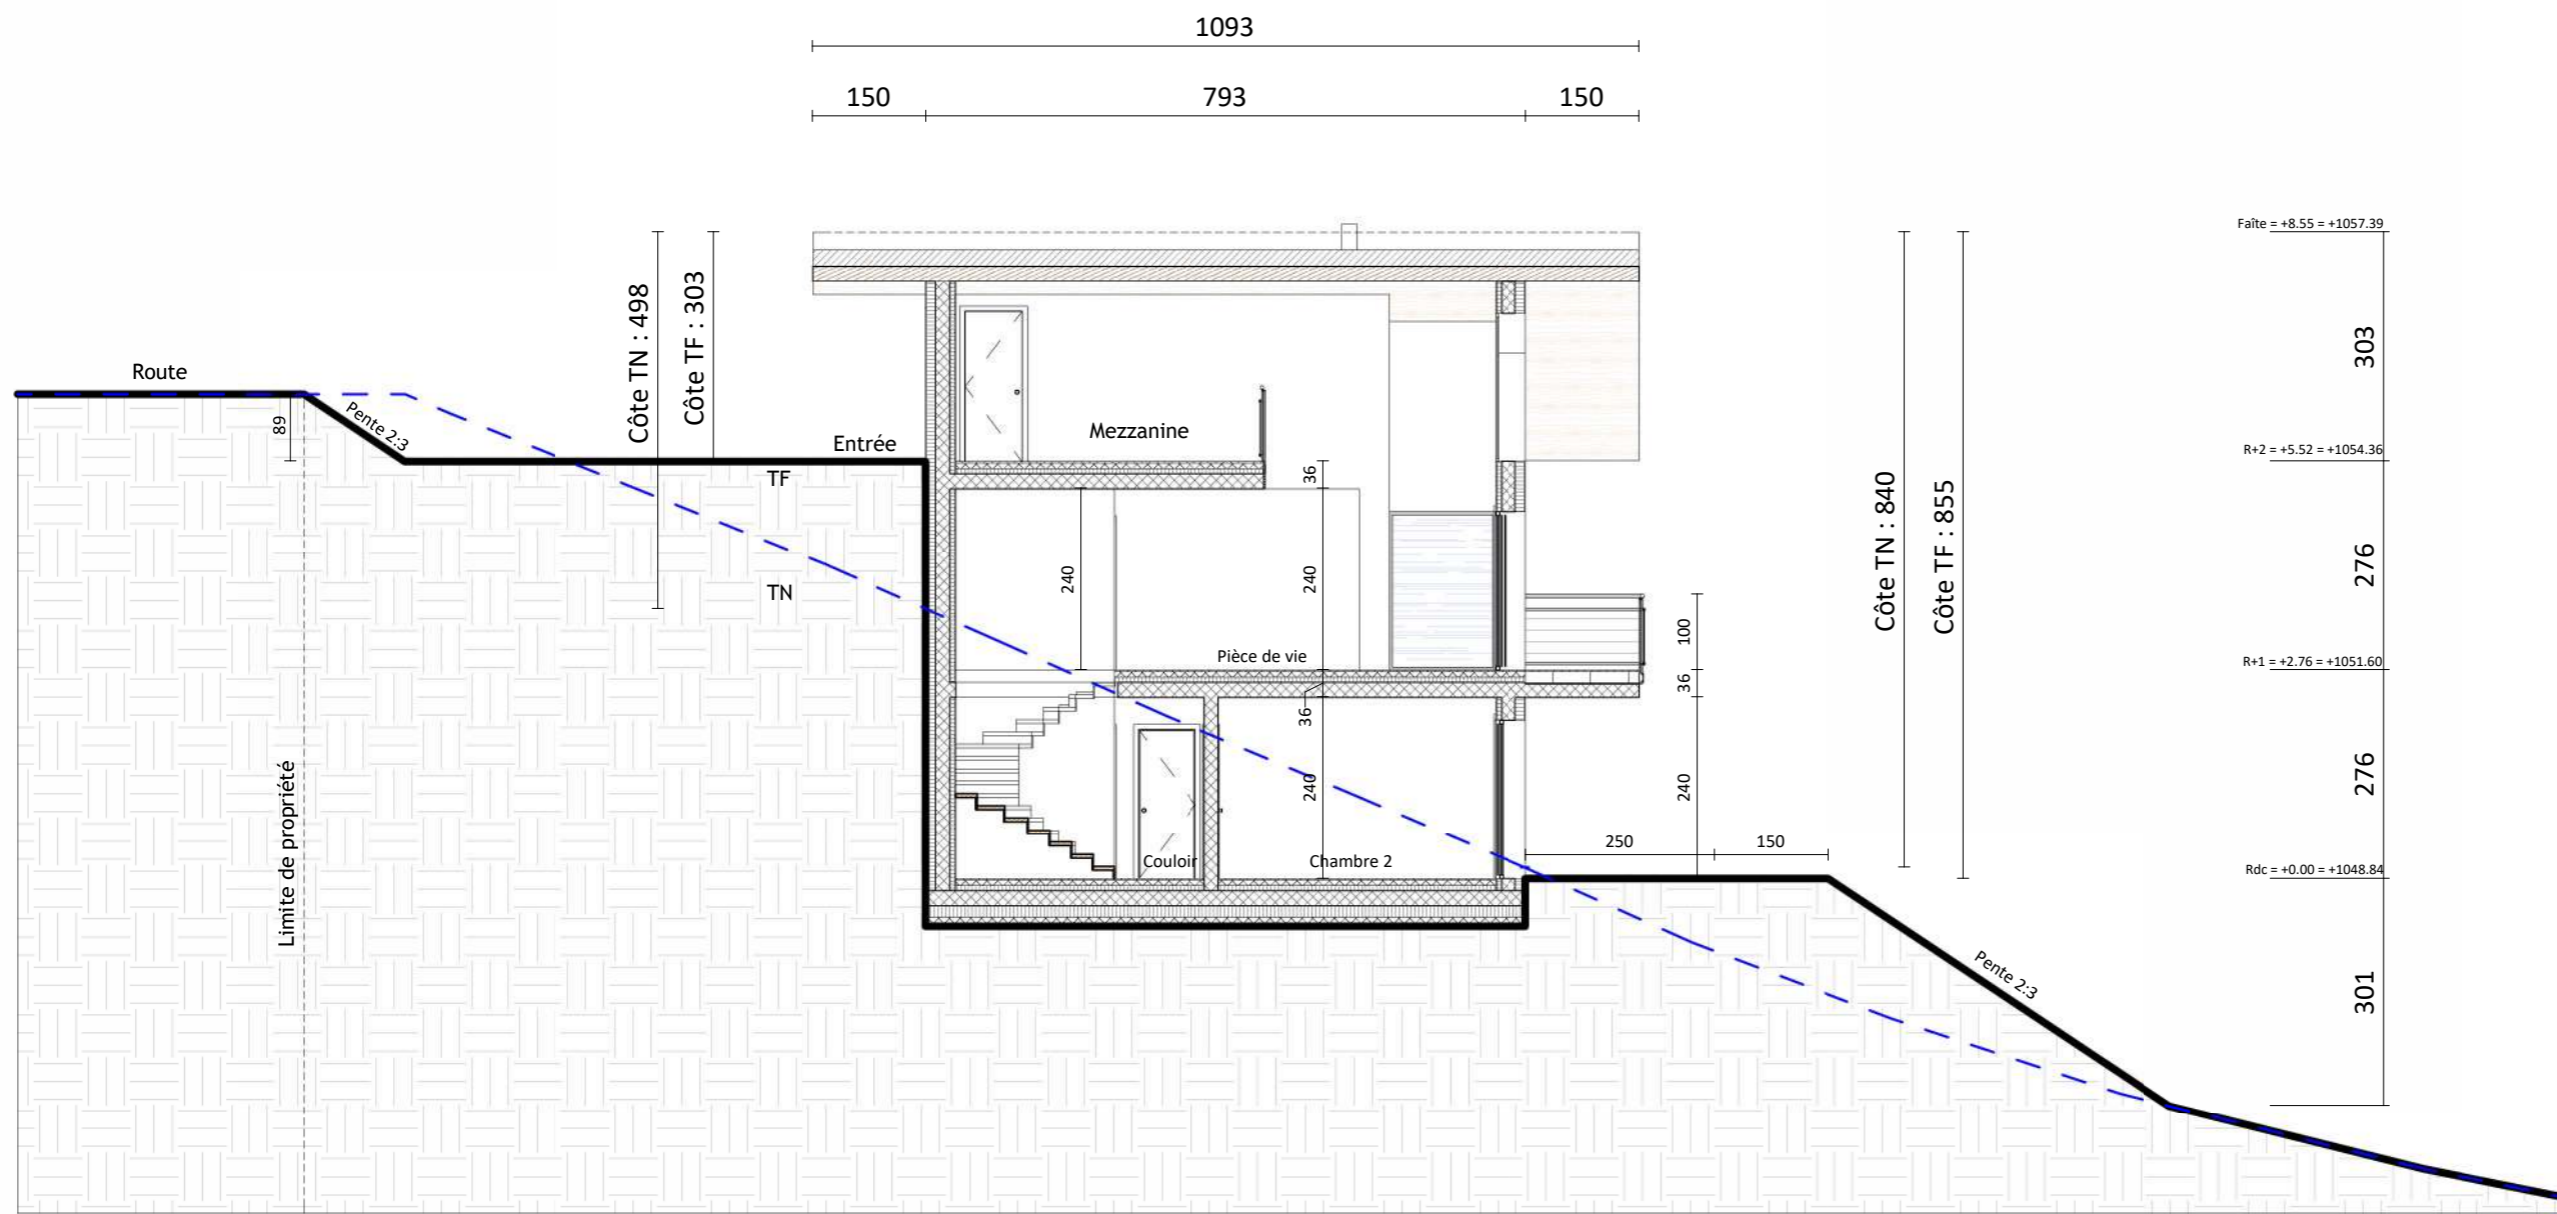 1093
150
793
150
Faîte = +8.55 = +1057.39
Côte TN : 498
Côte TF : 303
303
Route
Pente 2:3
89
Entrée
Mezzanine
R+2 = +5.52 = +1054.36
TF
36
Côte TN : 840
Côte TF : 855
276
TN
240
240
100
Pièce de vie
R+1 = +2.76 = +1051.60
36
36
276
240
240
Limite de propriété
250
150
Couloir
Chambre 2
Rdc = +0.00 = +1048.84
Pente 2:3
301